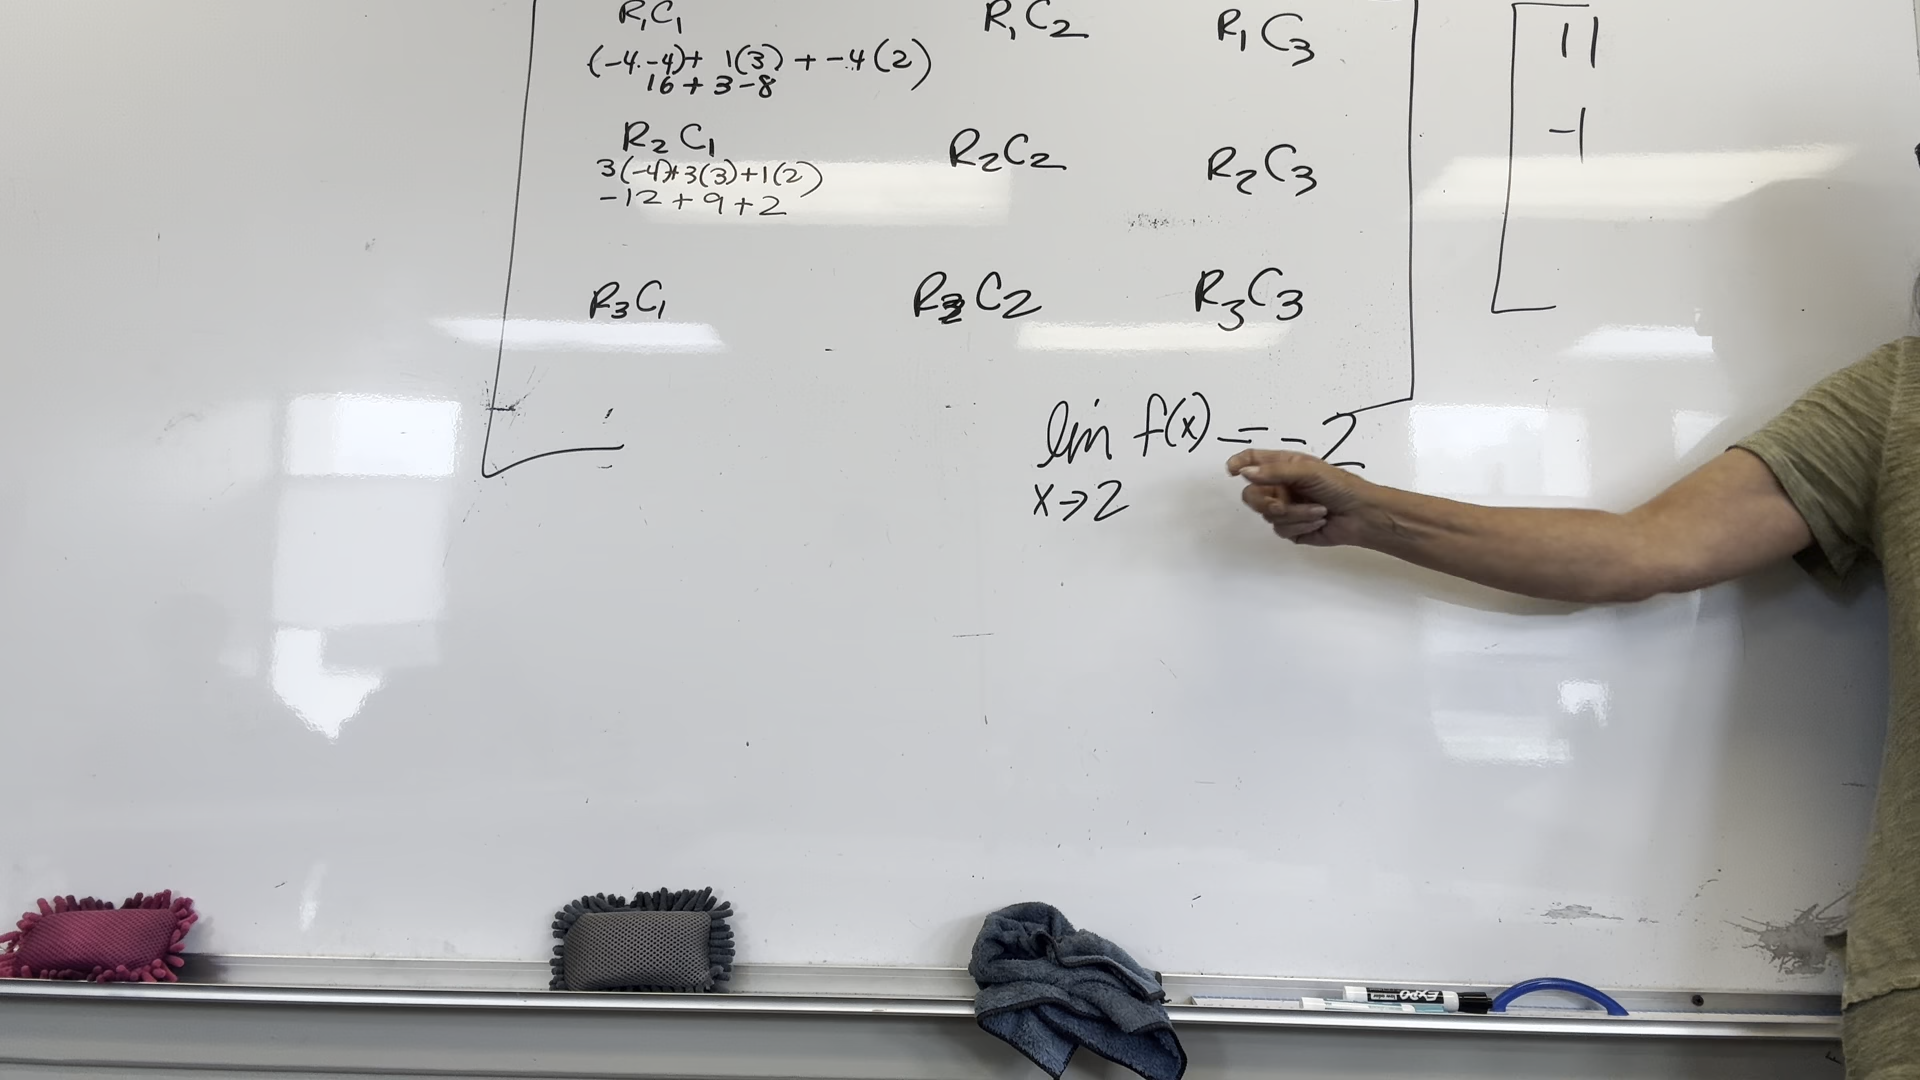 R₁C₁ R₁C₂ R₁C₃
(-4·-4)+ 1(3) + -4(2)
16 + 3 - 8
R₂C₁ R₂C₂ R₂C₃
3(-4)+3(3)+1(2)
-12 + 9 + 2
R₃C₁ R₃C₂ R₃C₃
11
-1
lim f(x) = -2
x→2
EXPO